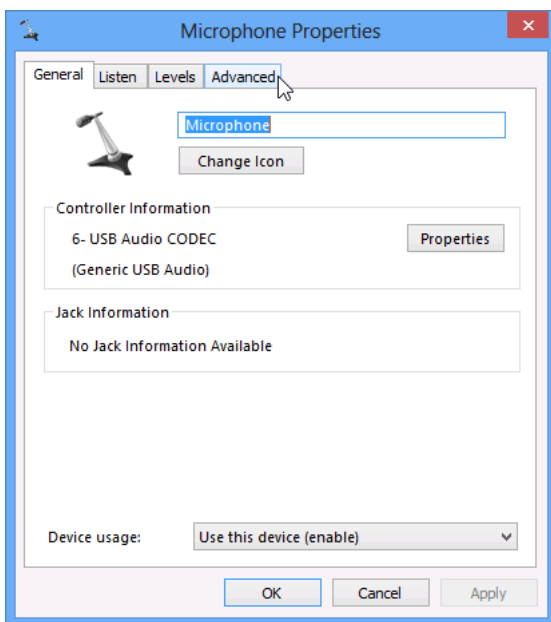 Microphone Properties
General Listen Levels Advanced
Microphone
Change Icon
Controller Information
6- USB Audio CODEC
Properties
(Generic USB Audio)
Jack Information
No Jack Information Available
Device usage: Use this device (enable)
OK Cancel Apply